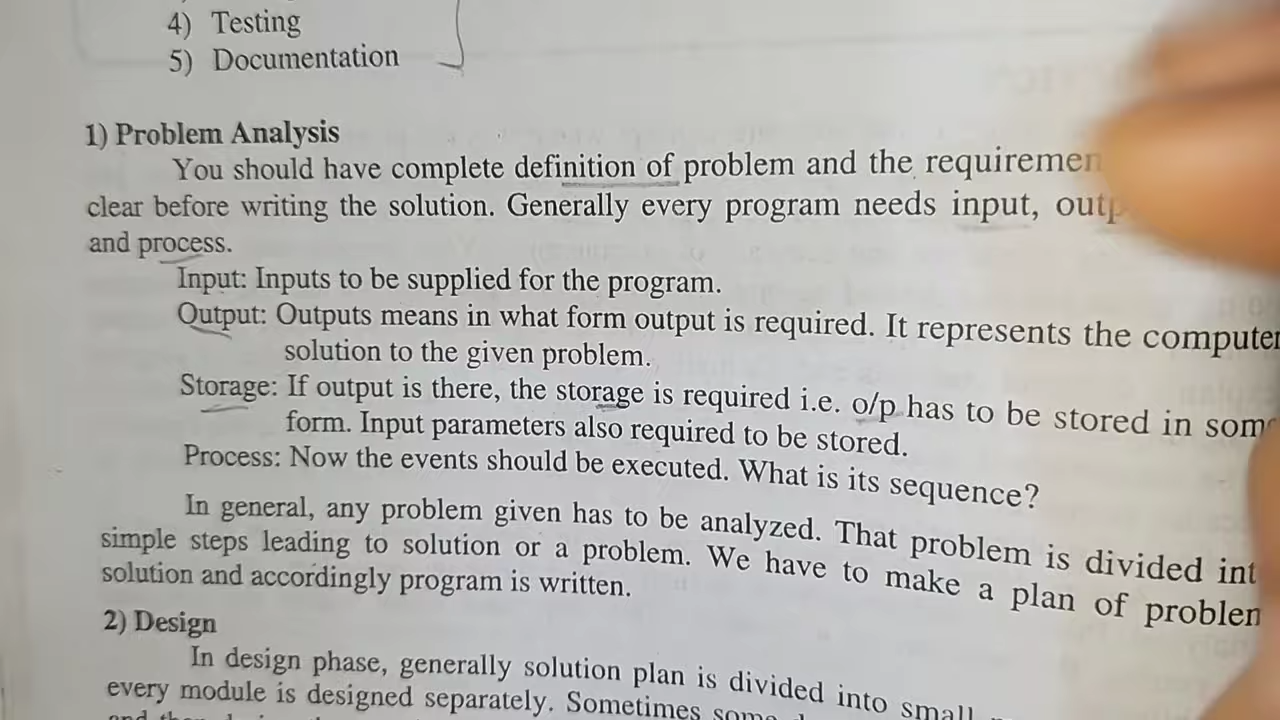 4) Testing
5) Documentation
1) Problem Analysis
You should have complete definition of problem and the
clear before writing the solution. Generally every program needs input,
and process.
Input: Inputs to be supplied for the program.
Output: Outputs means in what form output is required. It represents the computer
solution to the given problem.
Storage: If output is there, the storage is required i.e. o/p has to be stored in
form. Input parameters also required to be stored.
Process: Now the events should be executed. What is its sequence?
In general, any problem given has to be analyzed. That problem is divided
simple steps leading to solution or a problem. We have to make a plan of
solution and accordingly program is written.
2) Design
In design phase, generally solution plan is divided into small
every module is designed separately. Sometimes